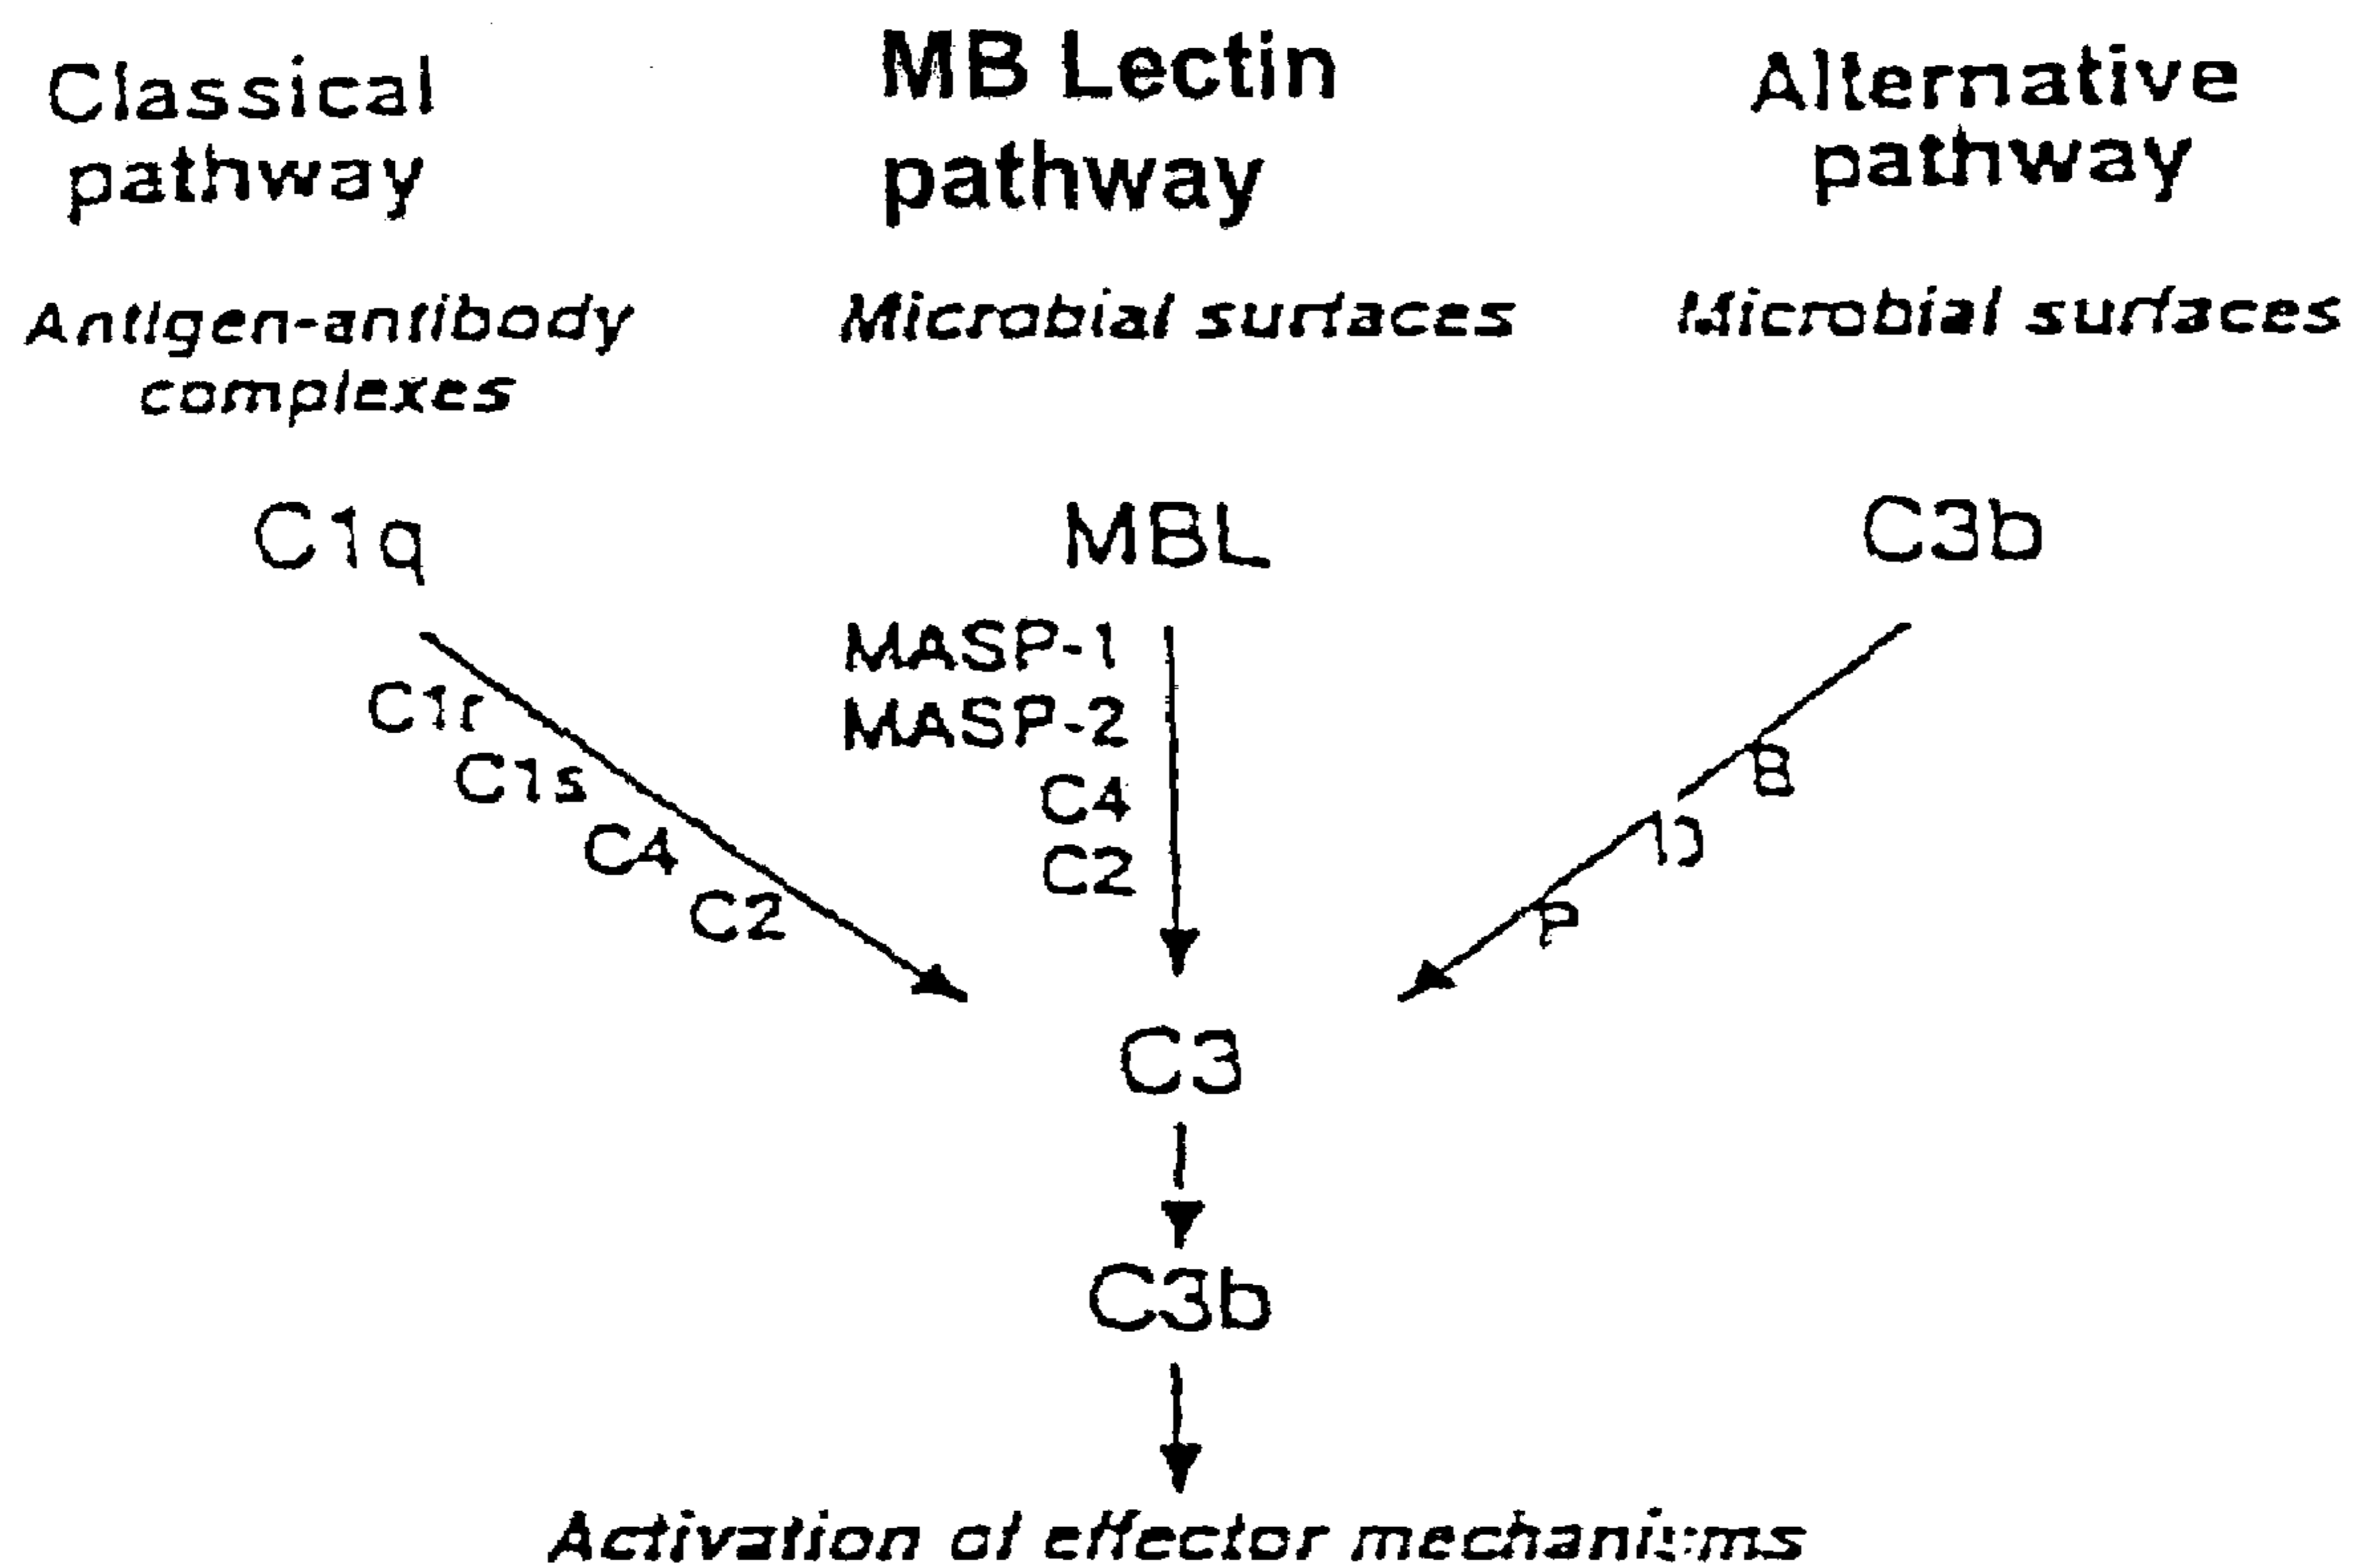 Classical
pathway
MB Lectin
pathway
Alternative
pathway
Antigen-antibody
complexes
Microbial surfaces
Microbial surfaces
C1q
MBL
C3b
C1r
C1s
C4
C2
MASP-1
MASP-2
C4
C2
B
D
P
C3
C3b
Activation of effector mechanisms